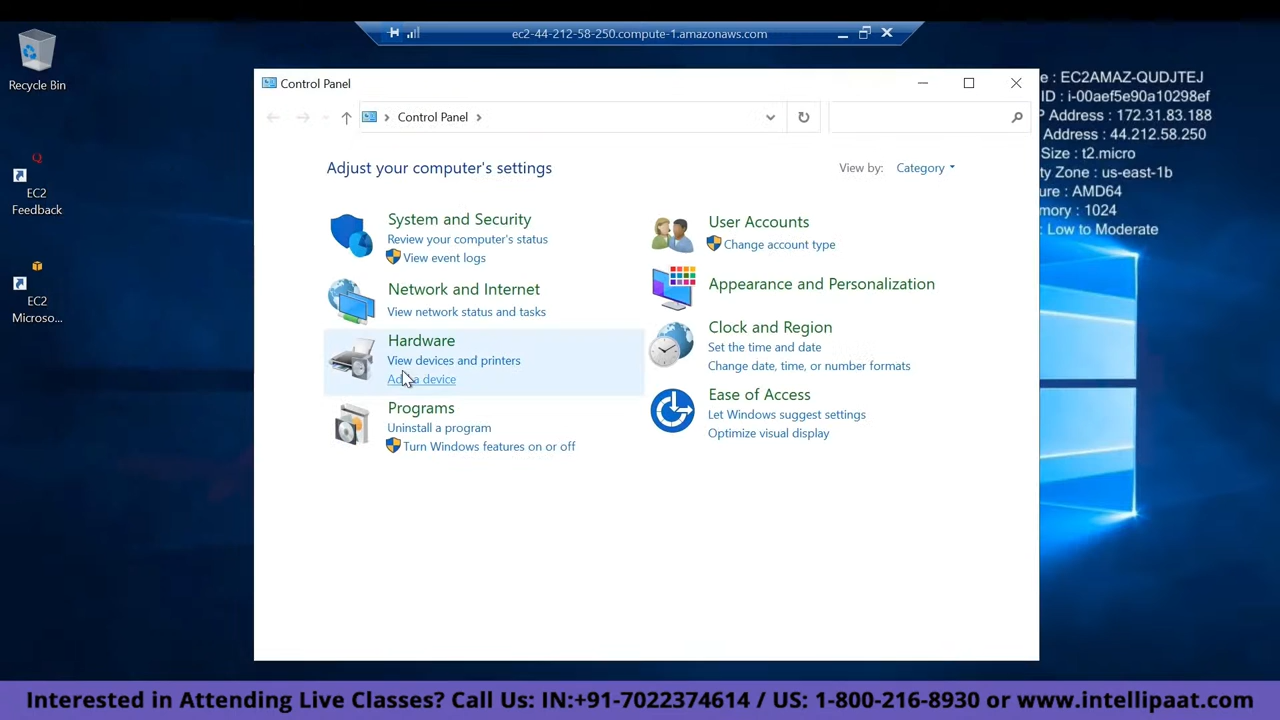 ec2-44-212-58-250.compute-1.amazonaws.com
Recycle Bin
EC2
Feedback
EC2
Microso...
Control Panel
Control Panel
Adjust your computer's settings
View by: Category
System and Security
Review your computer's status
View event logs
Network and Internet
View network status and tasks
Hardware
View devices and printers
Add a device
Programs
Uninstall a program
Turn Windows features on or off
User Accounts
Change account type
Appearance and Personalization
Clock and Region
Set the time and date
Change date, time, or number formats
Ease of Access
Let Windows suggest settings
Optimize visual display
e : EC2AMAZ-QUDJTEJ
ID : i-00aef5e90a10298ef
P Address : 172.31.83.188
Address : 44.212.58.250
Size : t2.micro
ty Zone : us-east-1b
ure : AMD64
mory : 1024
: Low to Moderate
Interested in Attending Live Classes? Call Us: IN:+91-7022374614 / US: 1-800-216-8930 or www.intellipaat.com